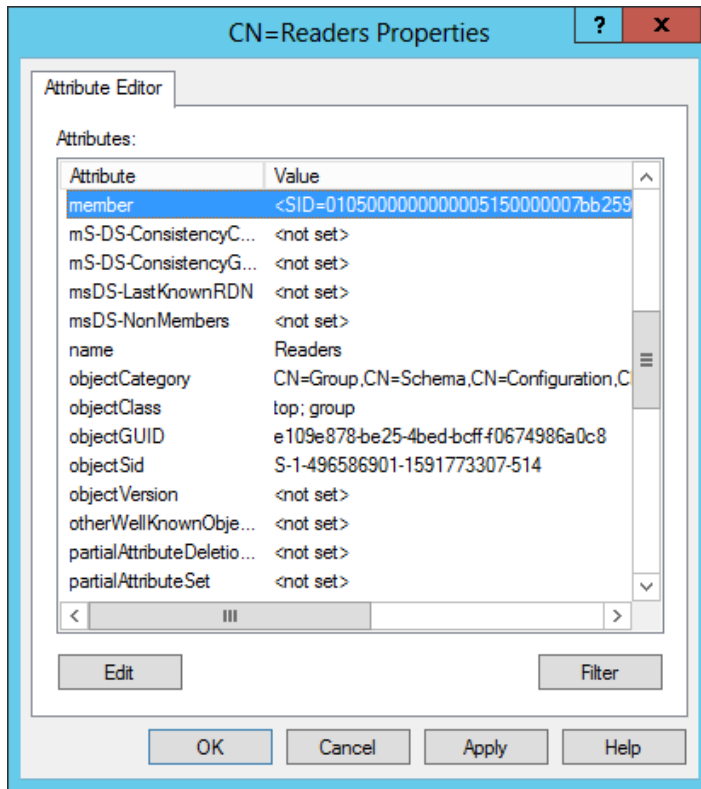 CN=Readers Properties
? x
Attribute Editor
Attributes:
Attribute Value
member <SID=01050000000000051500000007bb259
mS-DS-ConsistencyC... <not set>
mS-DS-ConsistencyG... <not set>
msDS-LastKnownRDN <not set>
msDS-NonMembers <not set>
name Readers
objectCategory CN=Group,CN=Schema,CN=Configuration,C
objectClass top; group
objectGUID e109e878-be25-4bed-bcff-f0674986a0c8
objectSid S-1-496586901-1591773307-514
objectVersion <not set>
otherWellKnownObje... <not set>
partialAttributeDeletio... <not set>
partialAttributeSet <not set>
Edit Filter
OK Cancel Apply Help